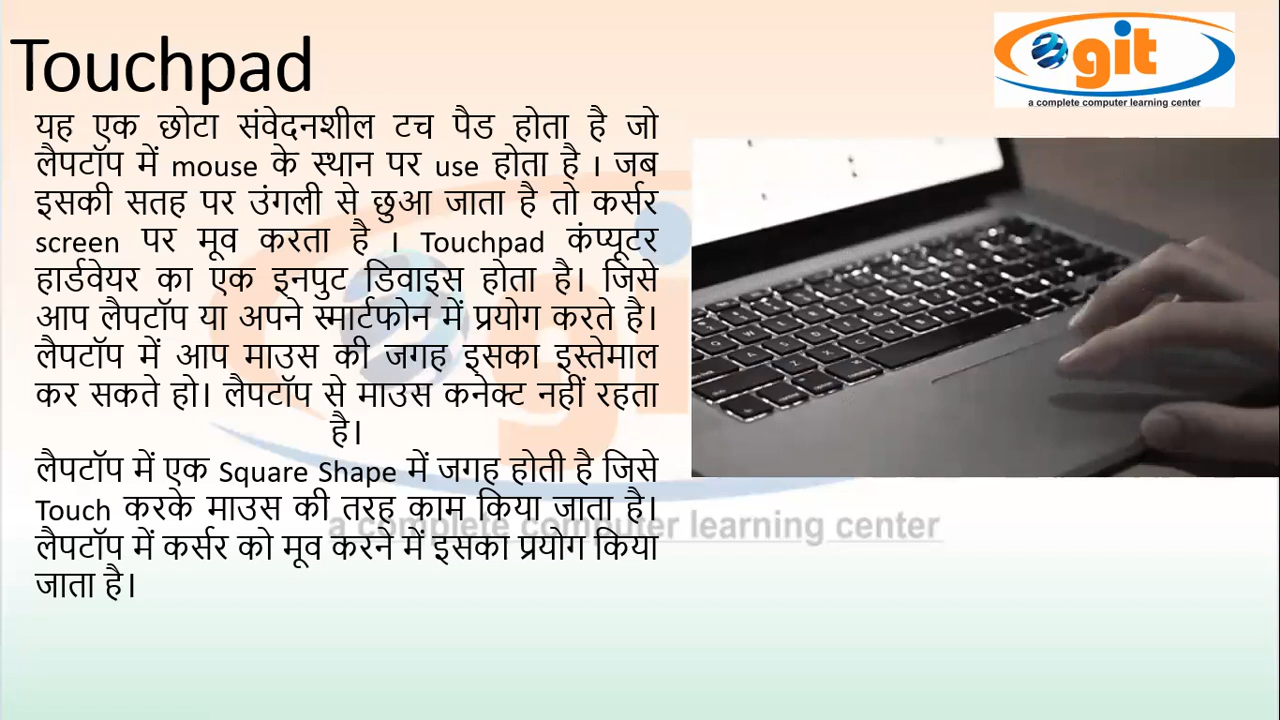 Touchpad
egit
a complete computer learning center
यह एक छोटा संवेदनशील टच पैड होता है जो
लैपटॉप में mouse के स्थान पर use होता है । जब
इसकी सतह पर उंगली से छुआ जाता है तो कर्सर
screen पर मूव करता है । Touchpad कंप्यूटर
हार्डवेयर का एक इनपुट डिवाइस होता है। जिसे
आप लैपटॉप या अपने स्मार्टफोन में प्रयोग करते है।
लैपटॉप में आप माउस की जगह इसका इस्तेमाल
कर सकते हो। लैपटॉप से माउस कनेक्ट नहीं रहता
है।
लैपटॉप में एक Square Shape में जगह होती है जिसे
Touch करके माउस की तरह काम किया जाता है।
लैपटॉप में कर्सर को मूव करने में इसका प्रयोग किया
जाता है।
a complete computer learning center